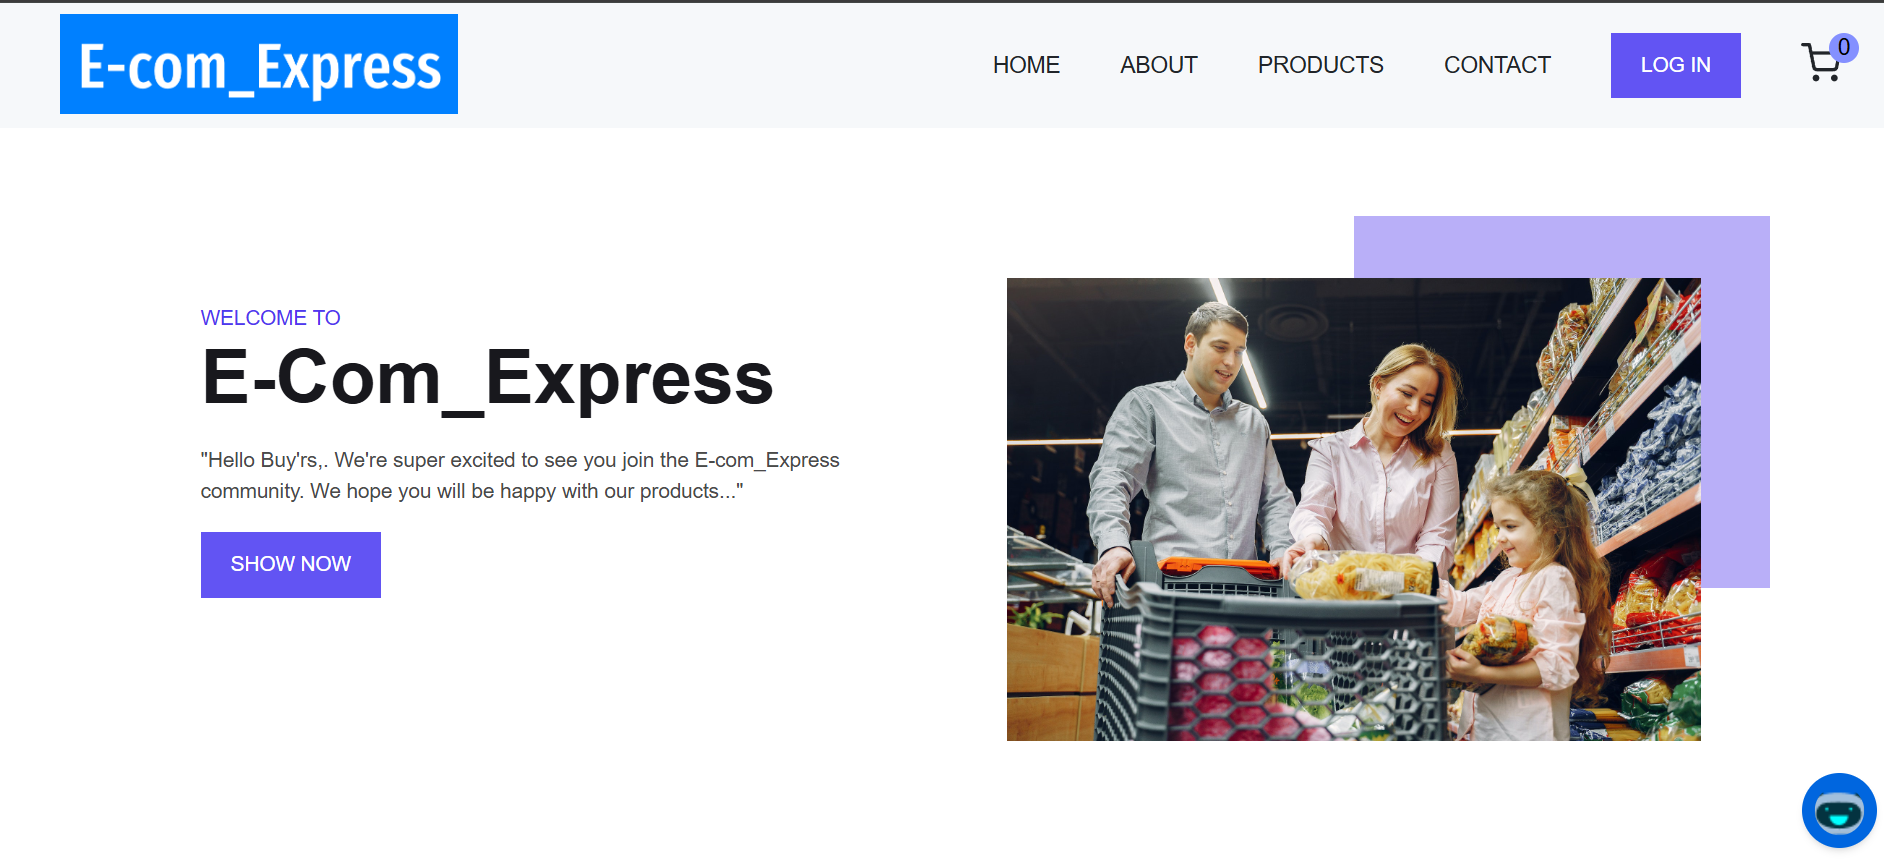 E-com_Express
HOME ABOUT PRODUCTS CONTACT LOG IN 0
WELCOME TO
E-Com_Express
"Hello Buy'rs,. We're super excited to see you join the E-com_Express
community. We hope you will be happy with our products..."
SHOW NOW